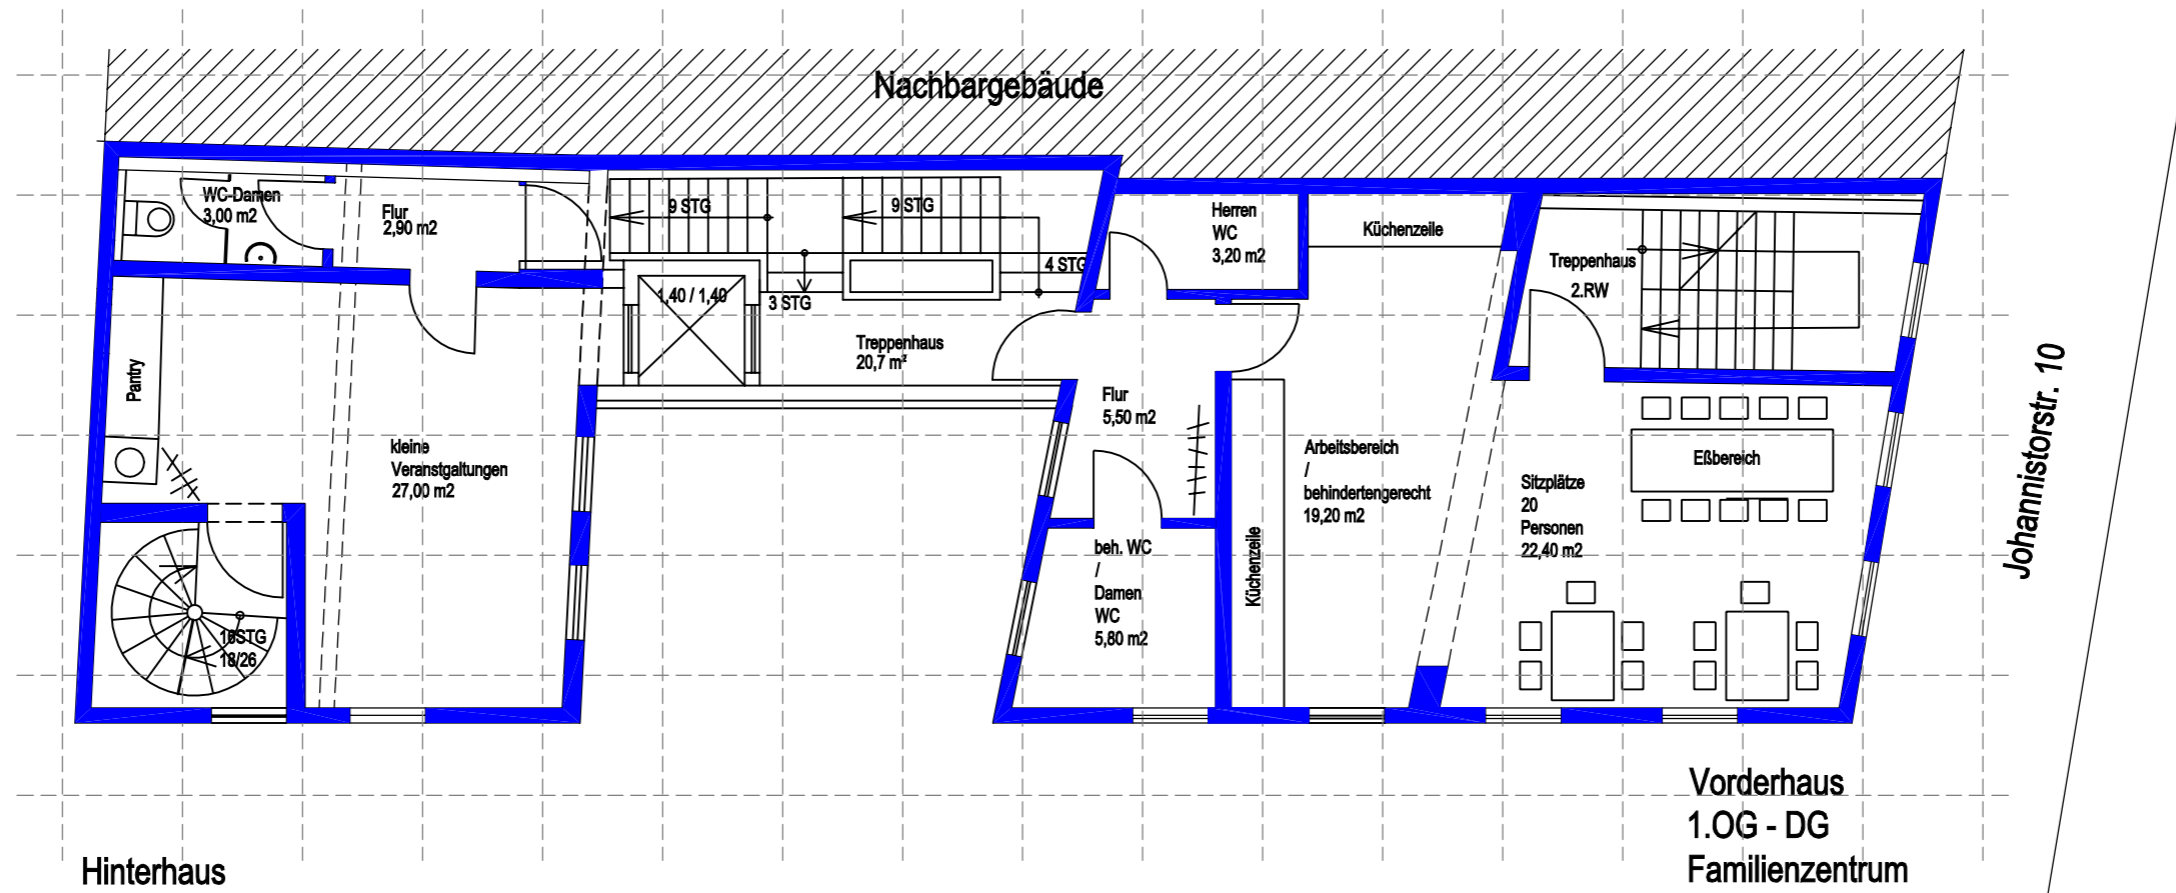 Nachbargebäude
WC-Damen
3,00 m2
Flur
2,90 m2
9 STG
9 STG
Herren
WC
3,20 m2
Küchenzeile
Treppenhaus
2.RW
1,40 / 1,40
3 STG
4 STG
Treppenhaus
20,7 m²
Pantry
Flur
5,50 m2
kleine
Veranstgaltungen
27,00 m2
Arbeitsbereich
/
behindertengerecht
19,20 m2
Eßbereich
Sitzplätze
20
Personen
22,40 m2
Johannistorstr. 10
beh. WC
/
Damen
WC
5,80 m2
Küchenzeile
16STG
18/26
Vorderhaus
1.OG - DG
Familienzentrum
Hinterhaus